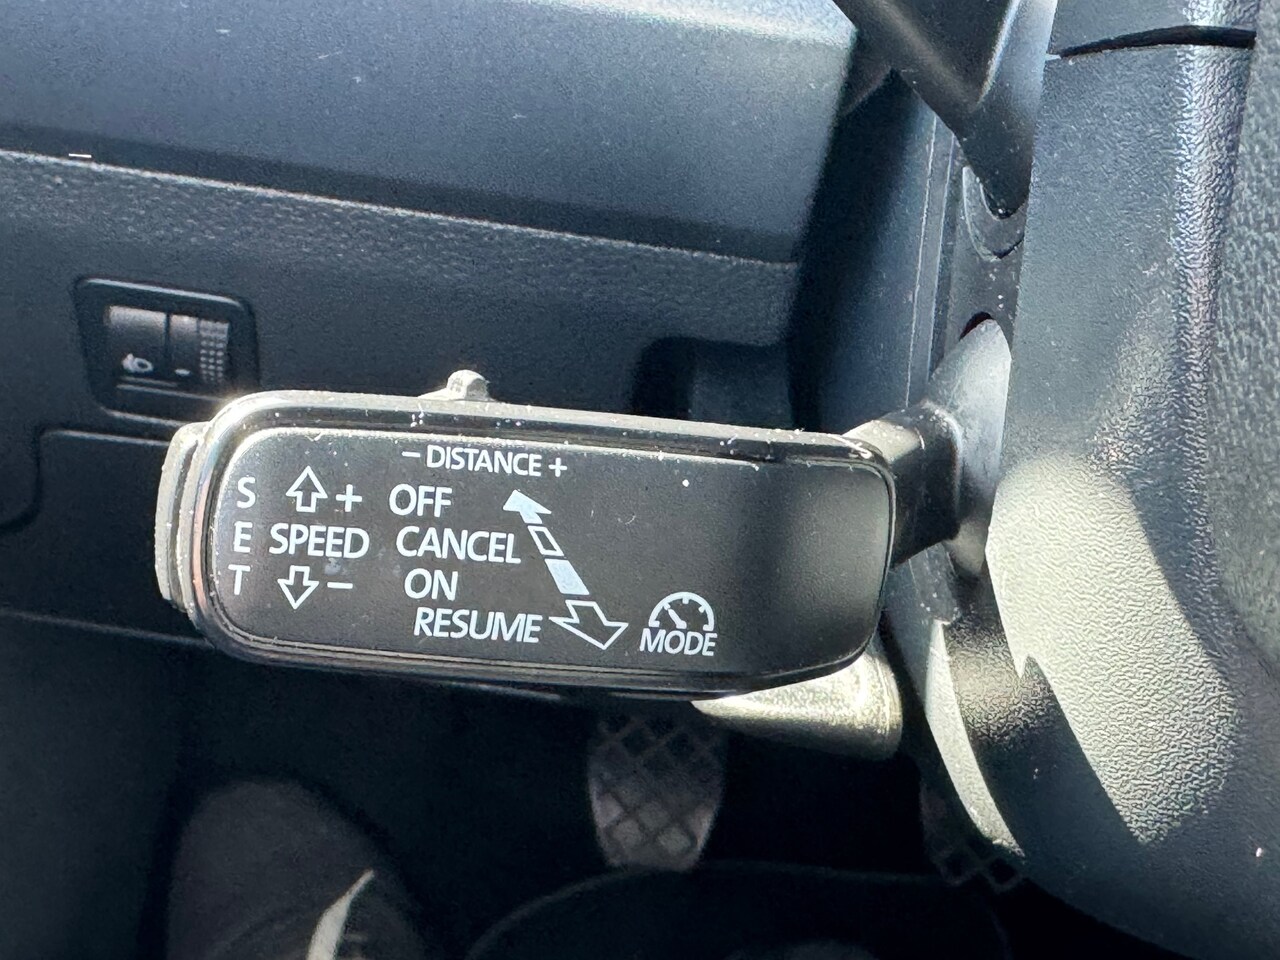 − DISTANCE +
S + OFF
E SPEED CANCEL
T − ON
RESUME
MODE